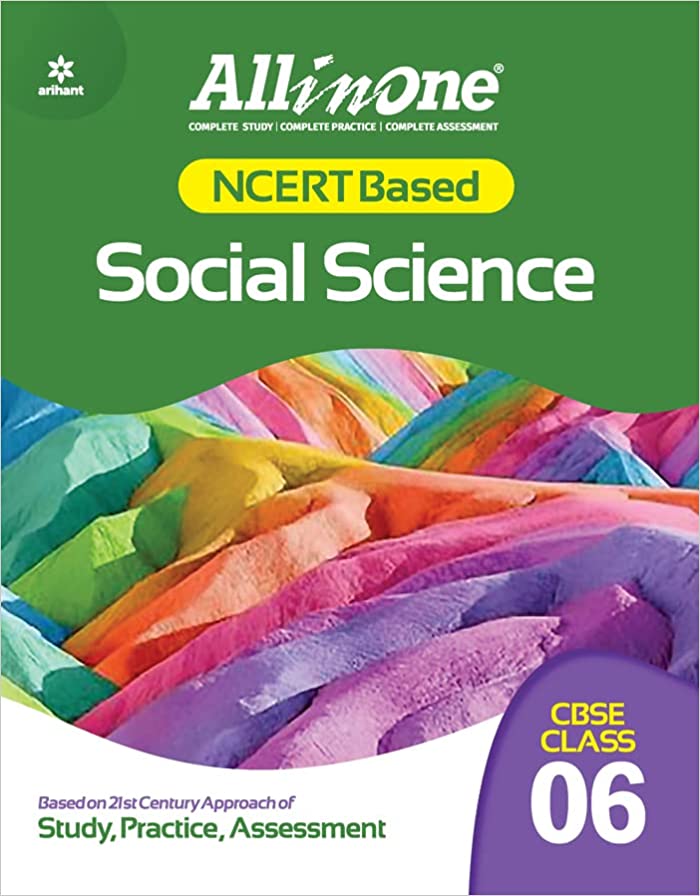 arihant
All in One®
COMPLETE STUDY | COMPLETE PRACTICE | COMPLETE ASSESSMENT
NCERT Based
Social Science
CBSE
CLASS
06
Based on 21st Century Approach of
Study, Practice, Assessment